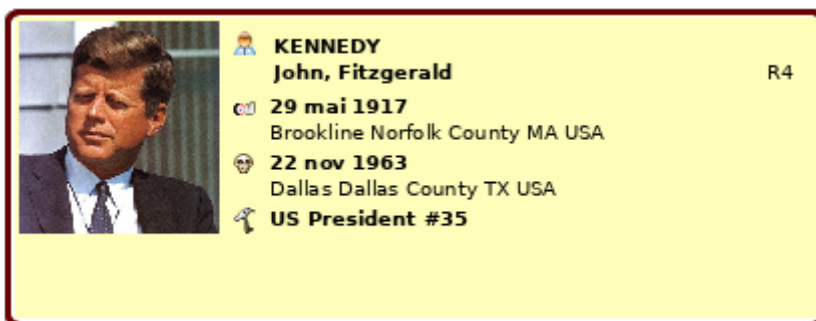 KENNEDY
John, Fitzgerald R4
29 mai 1917
Brookline Norfolk County MA USA
22 nov 1963
Dallas Dallas County TX USA
US President #35